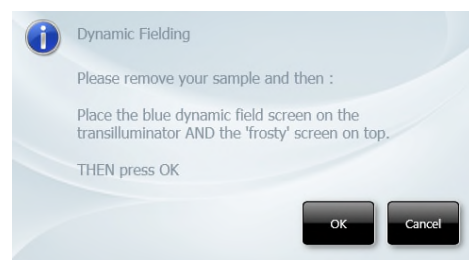 Dynamic Fielding
Please remove your sample and then :
Place the blue dynamic field screen on the
transilluminator AND the 'frosty' screen on top.
THEN press OK
OK
Cancel